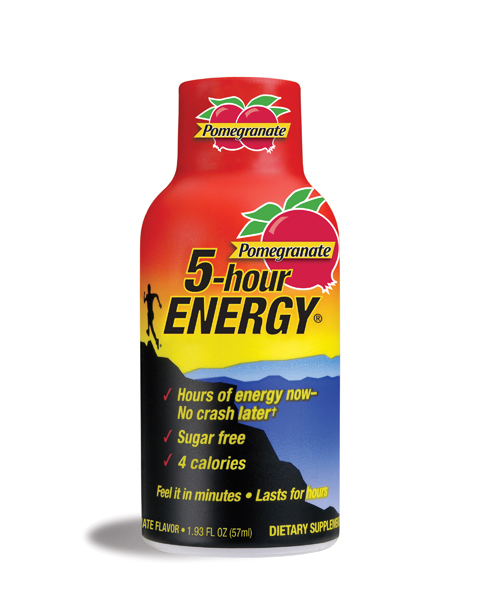 Pomegranate
Pomegranate
5-hour
ENERGY®
✓ Hours of energy now–
No crash later†
✓ Sugar free
✓ 4 calories
Feel it in minutes • Lasts for hours
ATE FLAVOR • 1.93 FL OZ (57ml) DIETARY SUPPLEMEN